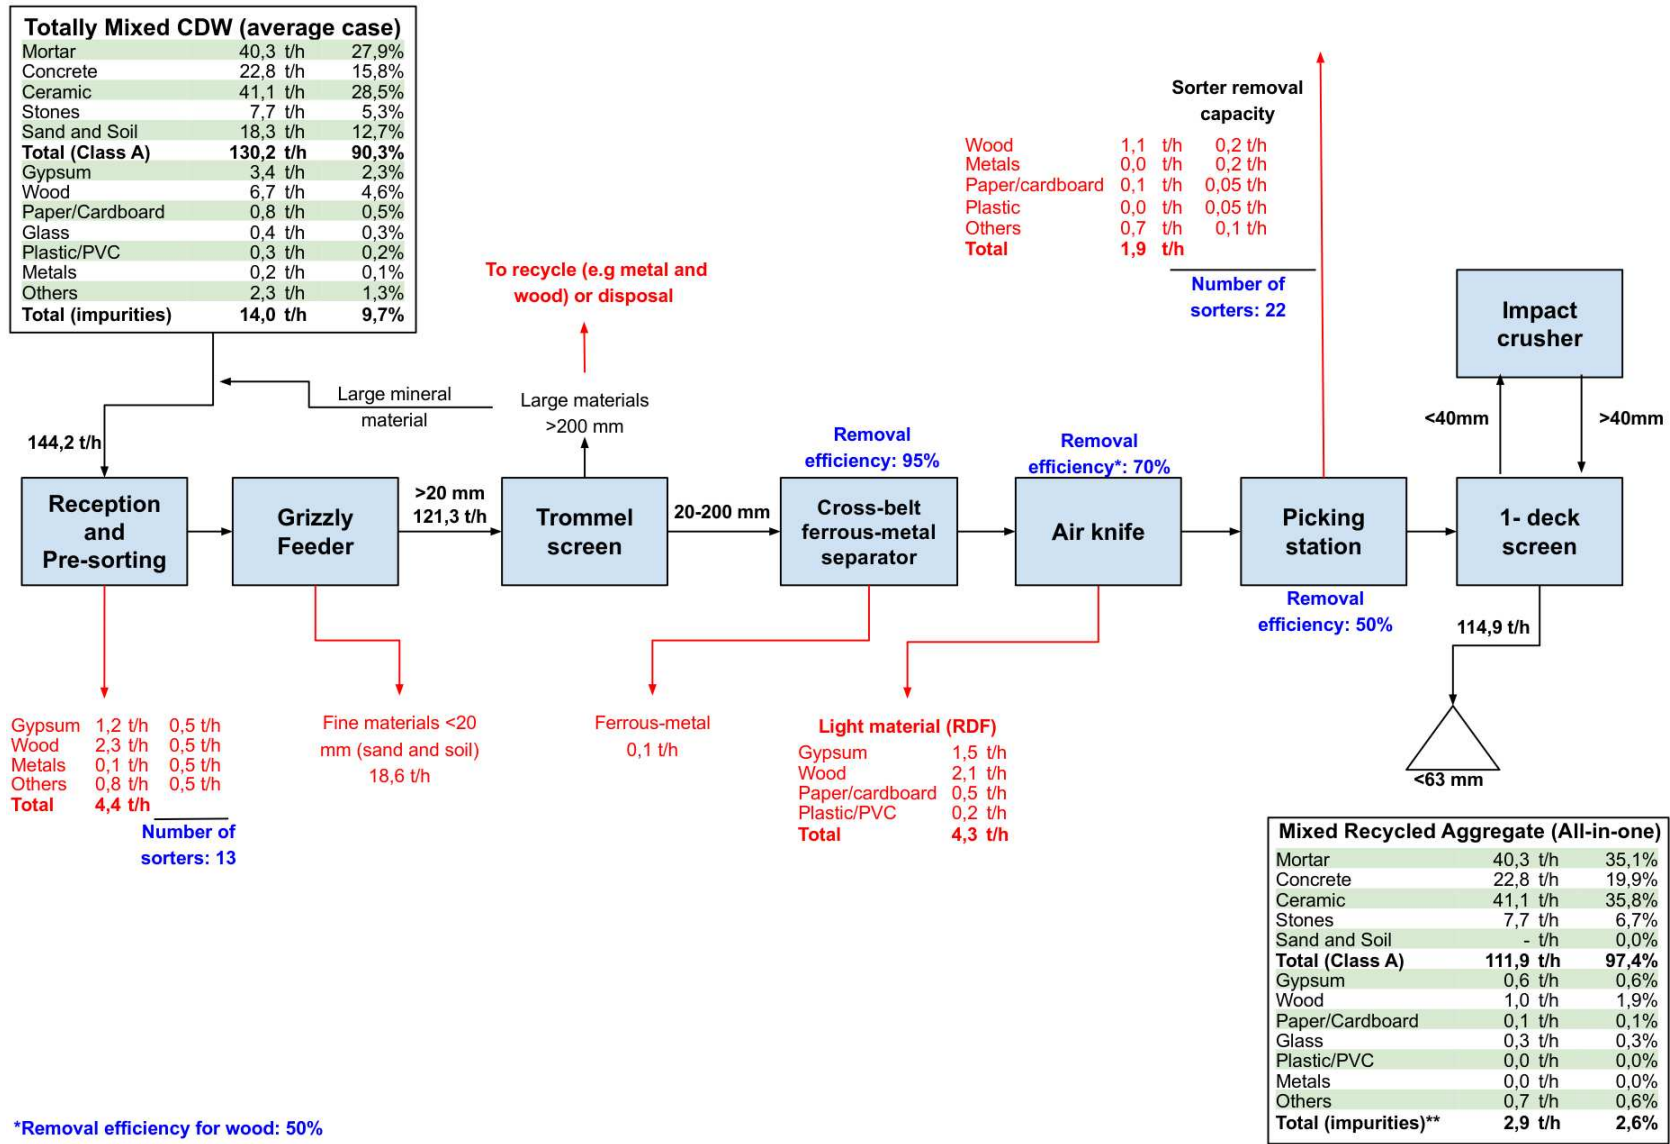 Totally Mixed CDW (average case)
Mortar 40,3 t/h 27,9%
Concrete 22,8 t/h 15,8%
Ceramic 41,1 t/h 28,5%
Stones 7,7 t/h 5,3%
Sand and Soil 18,3 t/h 12,7%
Total (Class A) 130,2 t/h 90,3%
Gypsum 3,4 t/h 2,3%
Wood 6,7 t/h 4,6%
Paper/Cardboard 0,8 t/h 0,5%
Glass 0,4 t/h 0,3%
Plastic/PVC 0,3 t/h 0,2%
Metals 0,2 t/h 0,1%
Others 2,3 t/h 1,3%
Total (impurities) 14,0 t/h 9,7%
Sorter removal
capacity
Wood 1,1 t/h 0,2 t/h
Metals 0,0 t/h 0,2 t/h
Paper/cardboard 0,1 t/h 0,05 t/h
Plastic 0,0 t/h 0,05 t/h
Others 0,7 t/h 0,1 t/h
Total 1,9 t/h
Number of
sorters: 22
To recycle (e.g metal and
wood) or disposal
Large mineral
material
Large materials
>200 mm
144,2 t/h
Reception
and
Pre-sorting
Grizzly
Feeder
>20 mm
121,3 t/h
Trommel
screen
20-200 mm
Removal
efficiency: 95%
Cross-belt
ferrous-metal
separator
Removal
efficiency*: 70%
Air knife
Picking
station
Removal
efficiency: 50%
1- deck
screen
Impact
crusher
<40mm
>40mm
114,9 t/h
<63 mm
Gypsum 1,2 t/h 0,5 t/h
Wood 2,3 t/h 0,5 t/h
Metals 0,1 t/h 0,5 t/h
Others 0,8 t/h 0,5 t/h
Total 4,4 t/h
Number of
sorters: 13
Fine materials <20
mm (sand and soil)
18,6 t/h
Ferrous-metal
0,1 t/h
Light material (RDF)
Gypsum 1,5 t/h
Wood 2,1 t/h
Paper/cardboard 0,5 t/h
Plastic/PVC 0,2 t/h
Total 4,3 t/h
Mixed Recycled Aggregate (All-in-one)
Mortar 40,3 t/h 35,1%
Concrete 22,8 t/h 19,9%
Ceramic 41,1 t/h 35,8%
Stones 7,7 t/h 6,7%
Sand and Soil - t/h 0,0%
Total (Class A) 111,9 t/h 97,4%
Gypsum 0,6 t/h 0,6%
Wood 1,0 t/h 1,9%
Paper/Cardboard 0,1 t/h 0,1%
Glass 0,3 t/h 0,3%
Plastic/PVC 0,0 t/h 0,0%
Metals 0,0 t/h 0,0%
Others 0,7 t/h 0,6%
Total (impurities)** 2,9 t/h 2,6%
*Removal efficiency for wood: 50%